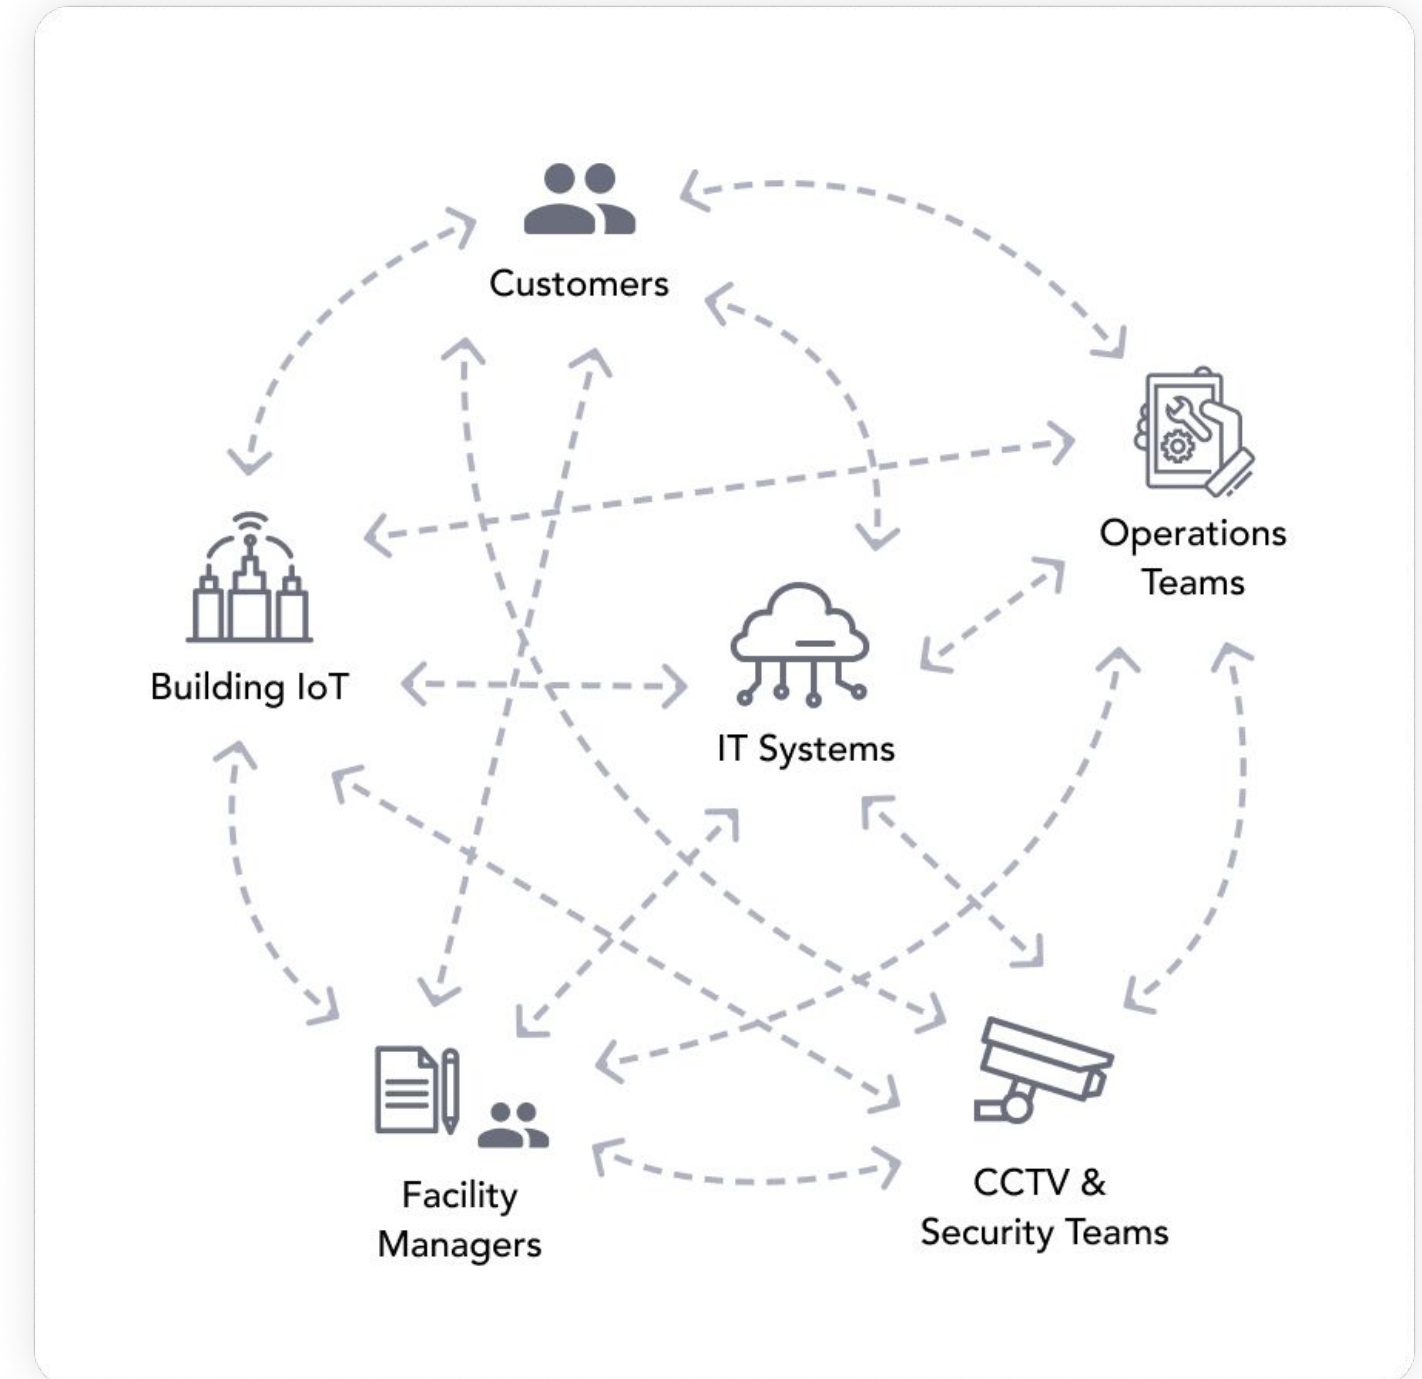 Customers
Operations
Teams
Building IoT
IT Systems
Facility
Managers
CCTV &
Security Teams